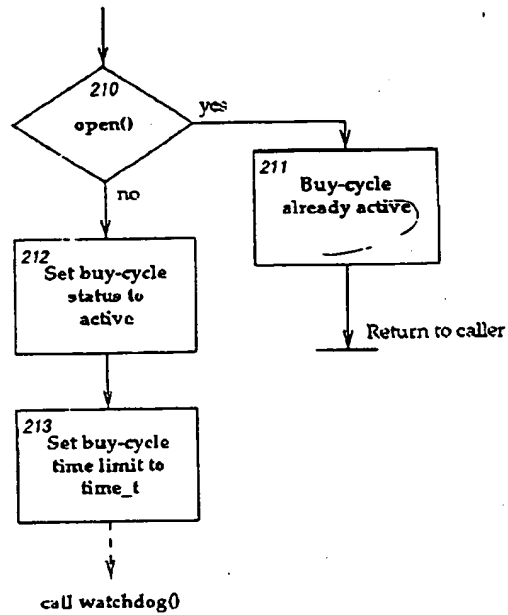 210
open()
yes
no
211
Buy-cycle
already active
Return to caller
212
Set buy-cycle
status to
active
213
Set buy-cycle
time limit to
time_t
call watchdog()